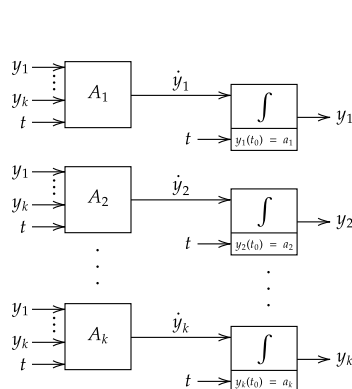 y₁
⋮
yₖ
t
A₁
ẏ₁
∫
t
y₁(t₀) = a₁
y₁
y₁
⋮
yₖ
t
A₂
ẏ₂
∫
t
y₂(t₀) = a₂
y₂
⋮
⋮
y₁
⋮
yₖ
t
Aₖ
ẏₖ
∫
t
yₖ(t₀) = aₖ
yₖ